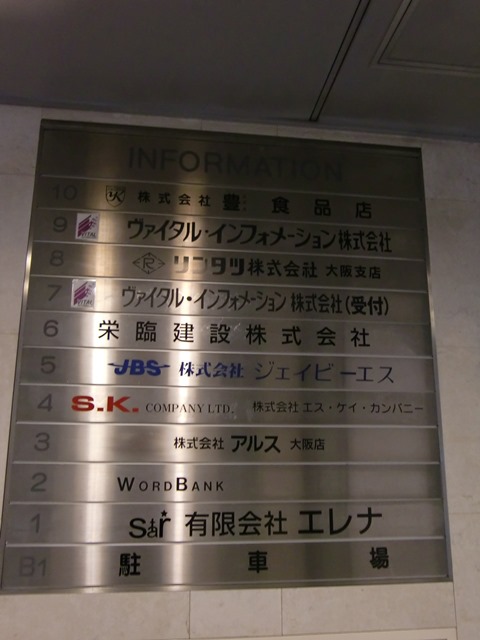 INFORMATION
10 株式会社 豊 食品店
9 VITAL ヴァイタル・インフォメーション株式会社
8 リンタツ株式会社 大阪支店
7 VITAL ヴァイタル・インフォメーション株式会社(受付)
6 栄臨建設株式会社
5 JBS 株式会社 ジェイビーエス
4 S.K. COMPANY LTD. 株式会社 エス・ケイ・カンパニー
3 株式会社 アルス 大阪店
2 WORDBANK
1 Star 有限会社 エレナ
B1 駐車場